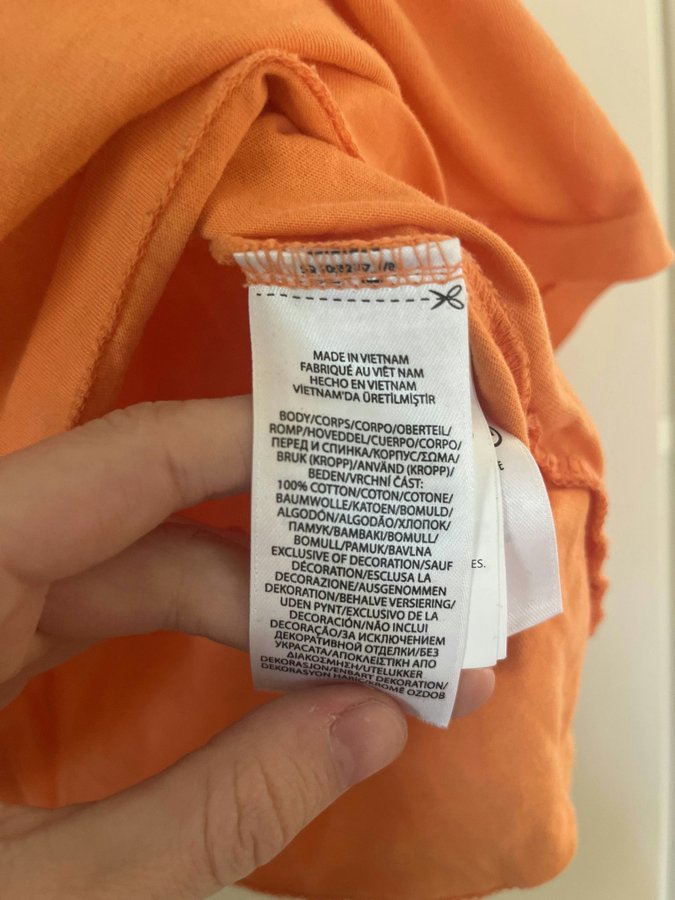 MADE IN VIETNAM
FABRIQUÉ AU VIÊT NAM
HECHO EN VIETNAM
VIETNAM'DA ÜRETİLMİŞTİR
BODY/CORPS/CORPO/OBERTEIL/
ROMP/HOVEDDEL/CUERPO/CORPO/
ПЕРЕД И СПИНКА/КОРПУС/ΣΩΜΑ/
BRUK (KROPP)/ANVÄND (KROPP)/
BEDEN/VRCHNÍ ČÁST:
100% COTTON/COTON/COTONE/
BAUMWOLLE/KATOEN/BOMULD/
ALGODÓN/ALGODÃO/ХЛОПОК/
ПАМУК/ΒΑΜΒΑΚΙ/BOMULL/
BOMULL/PAMUK/BAVLNA
EXCLUSIVE OF DECORATION/SAUF
DÉCORATION/ESCLUSA LA
DECORAZIONE/AUSGENOMMEN
DEKORATION/BEHALVE VERSIERING/
UDEN PYNT/EXCLUSIVO DE LA
DECORACIÓN/NÃO INCLUI
DECORAÇÃO/ЗА ИСКЛЮЧЕНИЕМ
ДЕКОРАТИВНОЙ ОТДЕЛКИ/БЕЗ
УКРАСАТА/ΑΠΟΚΛΕΙΣΤΙΚΗ ΑΠΟ
ΔΙΑΚΟΣΜΗΣΗ/UTELUKKER
DEKORASJON/ENBART DEKORATION/
DEKORASYON HARİÇ/KROMĚ OZDOB
ES.